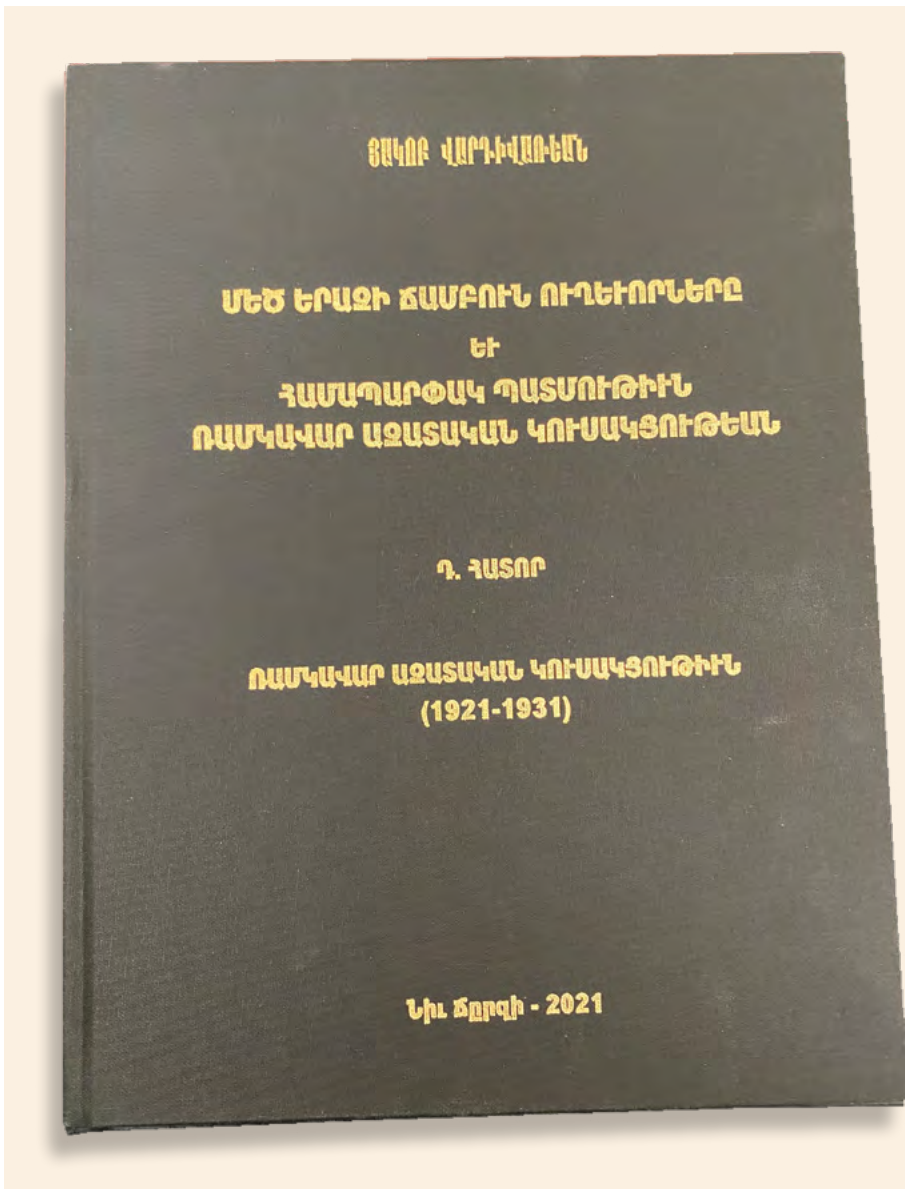 ՅԱԿՈԲ ՎԱՐԴԻՎԱՌԵԱՆ
ՄԵԾ ԵՐԱԶԻ ՃԱՄԲՈՒՆ ՈՒՂԵՒՈՐՆԵՐԸ
ԵՒ
ՀԱՄԱՊԱՐՓԱԿ ՊԱՏՄՈՒԹԻՒՆ
ՌԱՄԿԱՎԱՐ ԱԶԱՏԱԿԱՆ ԿՈՒՍԱԿՑՈՒԹԵԱՆ
Դ. ՀԱՏՈՐ
ՌԱՄԿԱՎԱՐ ԱԶԱՏԱԿԱՆ ԿՈՒՍԱԿՑՈՒԹԻՒՆ
(1921-1931)
Նիւ Ճըրզի - 2021